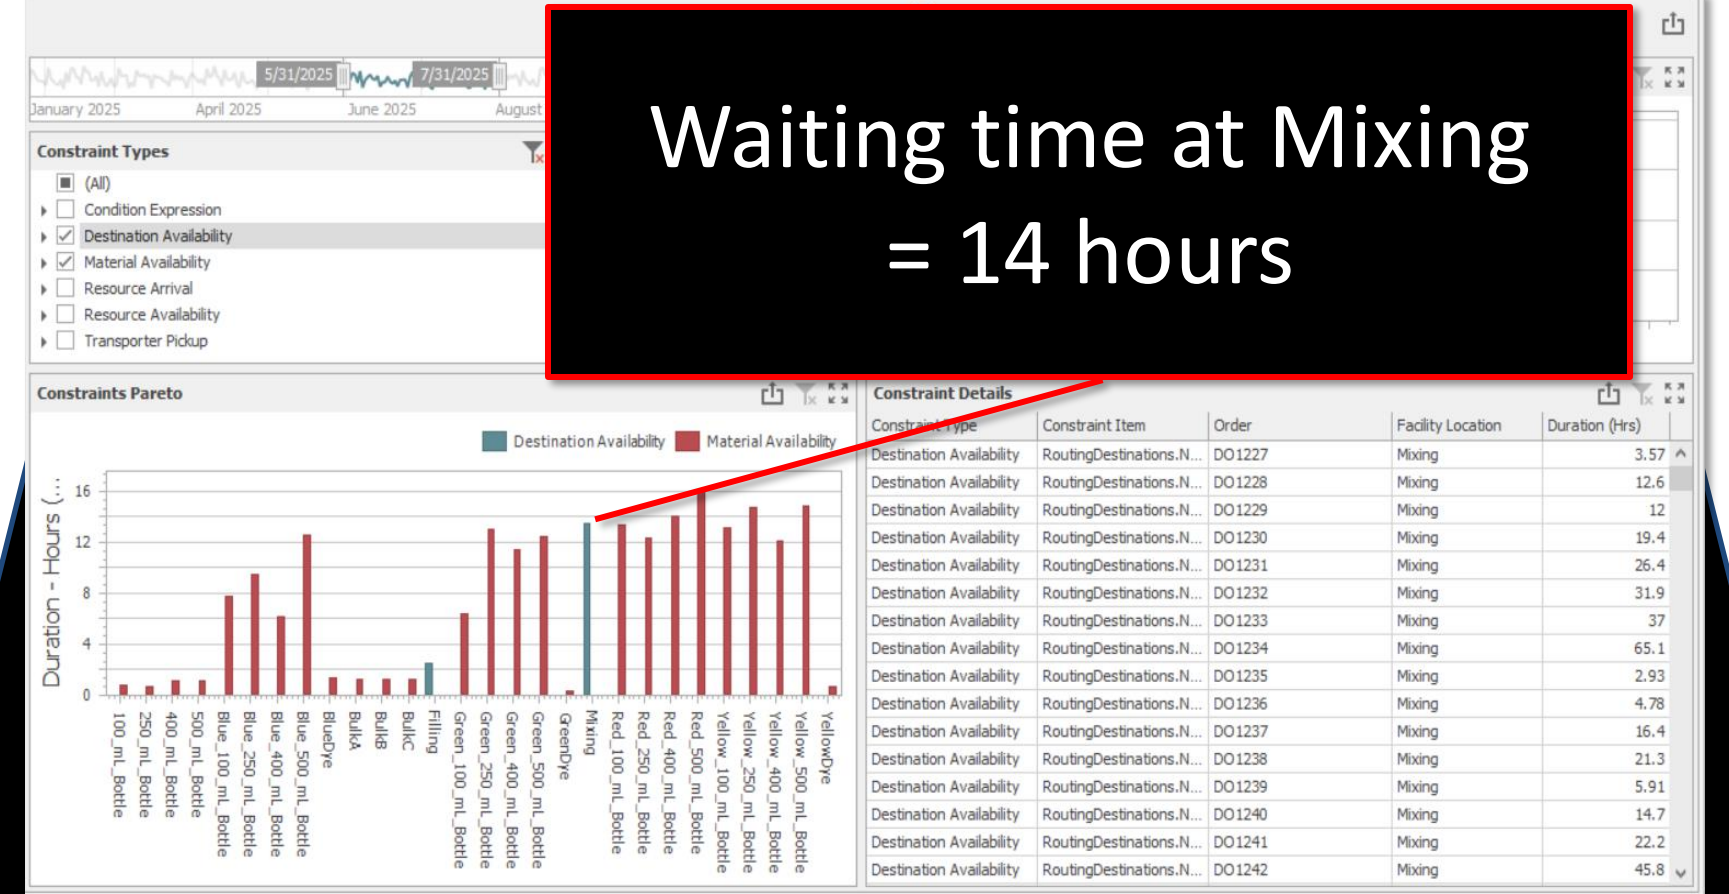 Waiting time at Mixing
= 14 hours
5/31/2025
7/31/2025
January 2025
April 2025
June 2025
August
Constraint Types
(All)
Condition Expression
Destination Availability
Material Availability
Resource Arrival
Resource Availability
Transporter Pickup
Constraints Pareto
Destination Availability
Material Availability
Duration - Hours (...
16
12
8
4
0
100_mL_Bottle
250_mL_Bottle
400_mL_Bottle
500_mL_Bottle
Blue_100_mL_Bottle
Blue_250_mL_Bottle
Blue_400_mL_Bottle
Blue_500_mL_Bottle
BlueDye
BulkA
BulkB
BulkC
Filling
Green_100_mL_Bottle
Green_250_mL_Bottle
Green_400_mL_Bottle
Green_500_mL_Bottle
GreenDye
Mixing
Red_100_mL_Bottle
Red_250_mL_Bottle
Red_400_mL_Bottle
Red_500_mL_Bottle
Yellow_100_mL_Bottle
Yellow_250_mL_Bottle
Yellow_400_mL_Bottle
Yellow_500_mL_Bottle
YellowDye
Constraint Details
Constraint Type Constraint Item Order Facility Location Duration (Hrs)
Destination Availability RoutingDestinations.N... DO1227 Mixing 3.57
Destination Availability RoutingDestinations.N... DO1228 Mixing 12.6
Destination Availability RoutingDestinations.N... DO1229 Mixing 12
Destination Availability RoutingDestinations.N... DO1230 Mixing 19.4
Destination Availability RoutingDestinations.N... DO1231 Mixing 26.4
Destination Availability RoutingDestinations.N... DO1232 Mixing 31.9
Destination Availability RoutingDestinations.N... DO1233 Mixing 37
Destination Availability RoutingDestinations.N... DO1234 Mixing 65.1
Destination Availability RoutingDestinations.N... DO1235 Mixing 2.93
Destination Availability RoutingDestinations.N... DO1236 Mixing 4.78
Destination Availability RoutingDestinations.N... DO1237 Mixing 16.4
Destination Availability RoutingDestinations.N... DO1238 Mixing 21.3
Destination Availability RoutingDestinations.N... DO1239 Mixing 5.91
Destination Availability RoutingDestinations.N... DO1240 Mixing 14.7
Destination Availability RoutingDestinations.N... DO1241 Mixing 22.2
Destination Availability RoutingDestinations.N... DO1242 Mixing 45.8